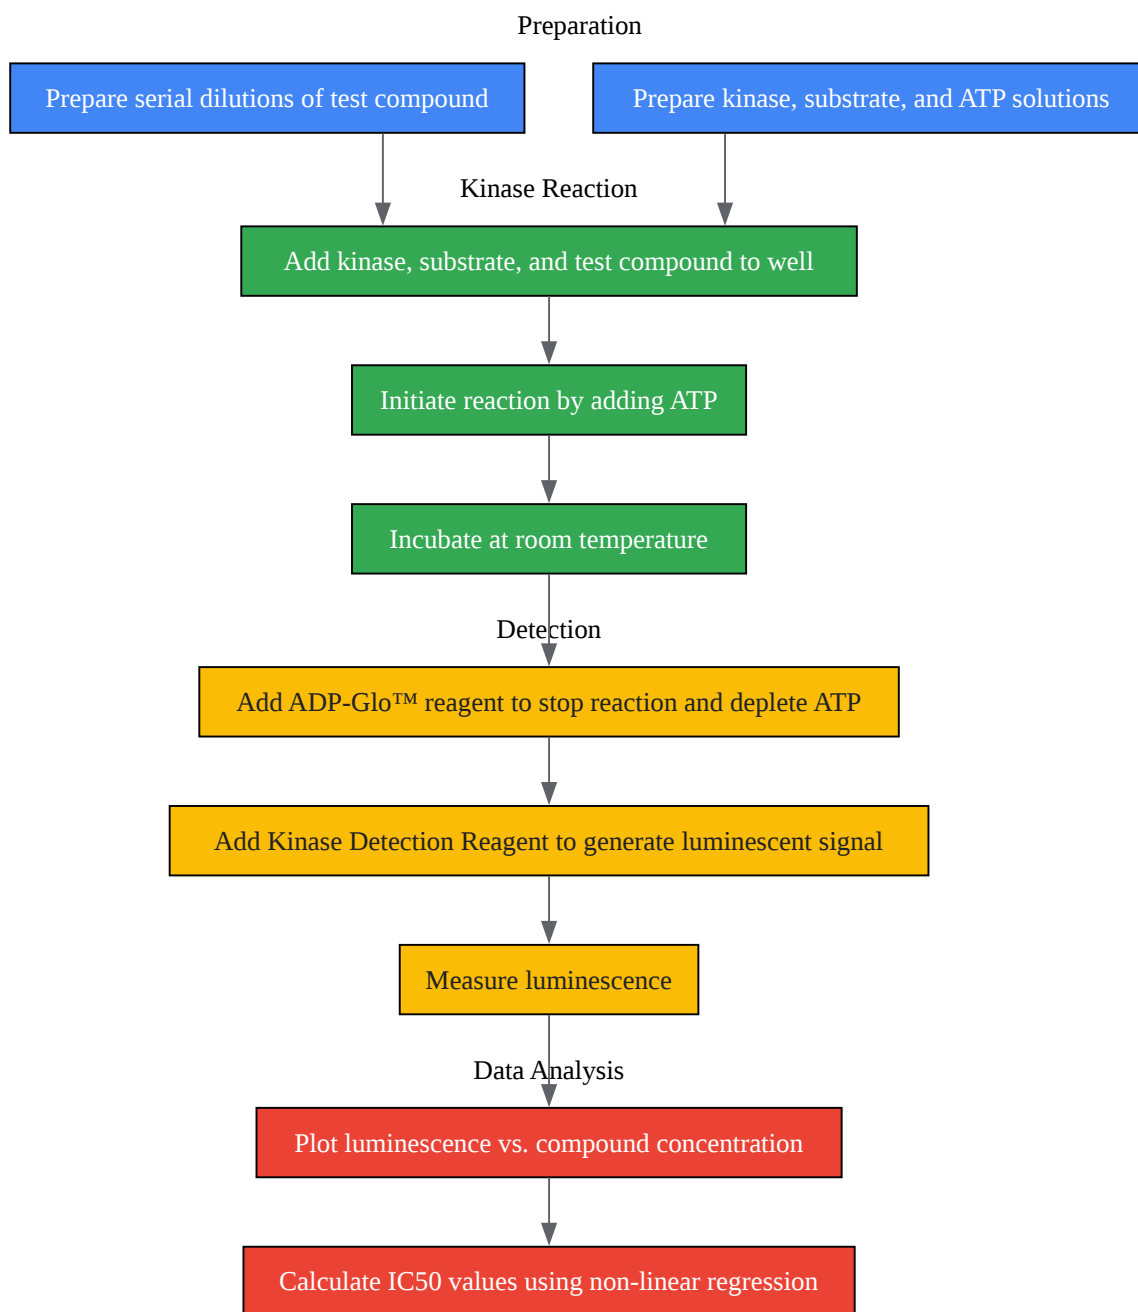 Preparation
Prepare serial dilutions of test compound
Prepare kinase, substrate, and ATP solutions
Kinase Reaction
Add kinase, substrate, and test compound to well
Initiate reaction by adding ATP
Incubate at room temperature
Detection
Add ADP-Glo™ reagent to stop reaction and deplete ATP
Add Kinase Detection Reagent to generate luminescent signal
Measure luminescence
Data Analysis
Plot luminescence vs. compound concentration
Calculate IC50 values using non-linear regression